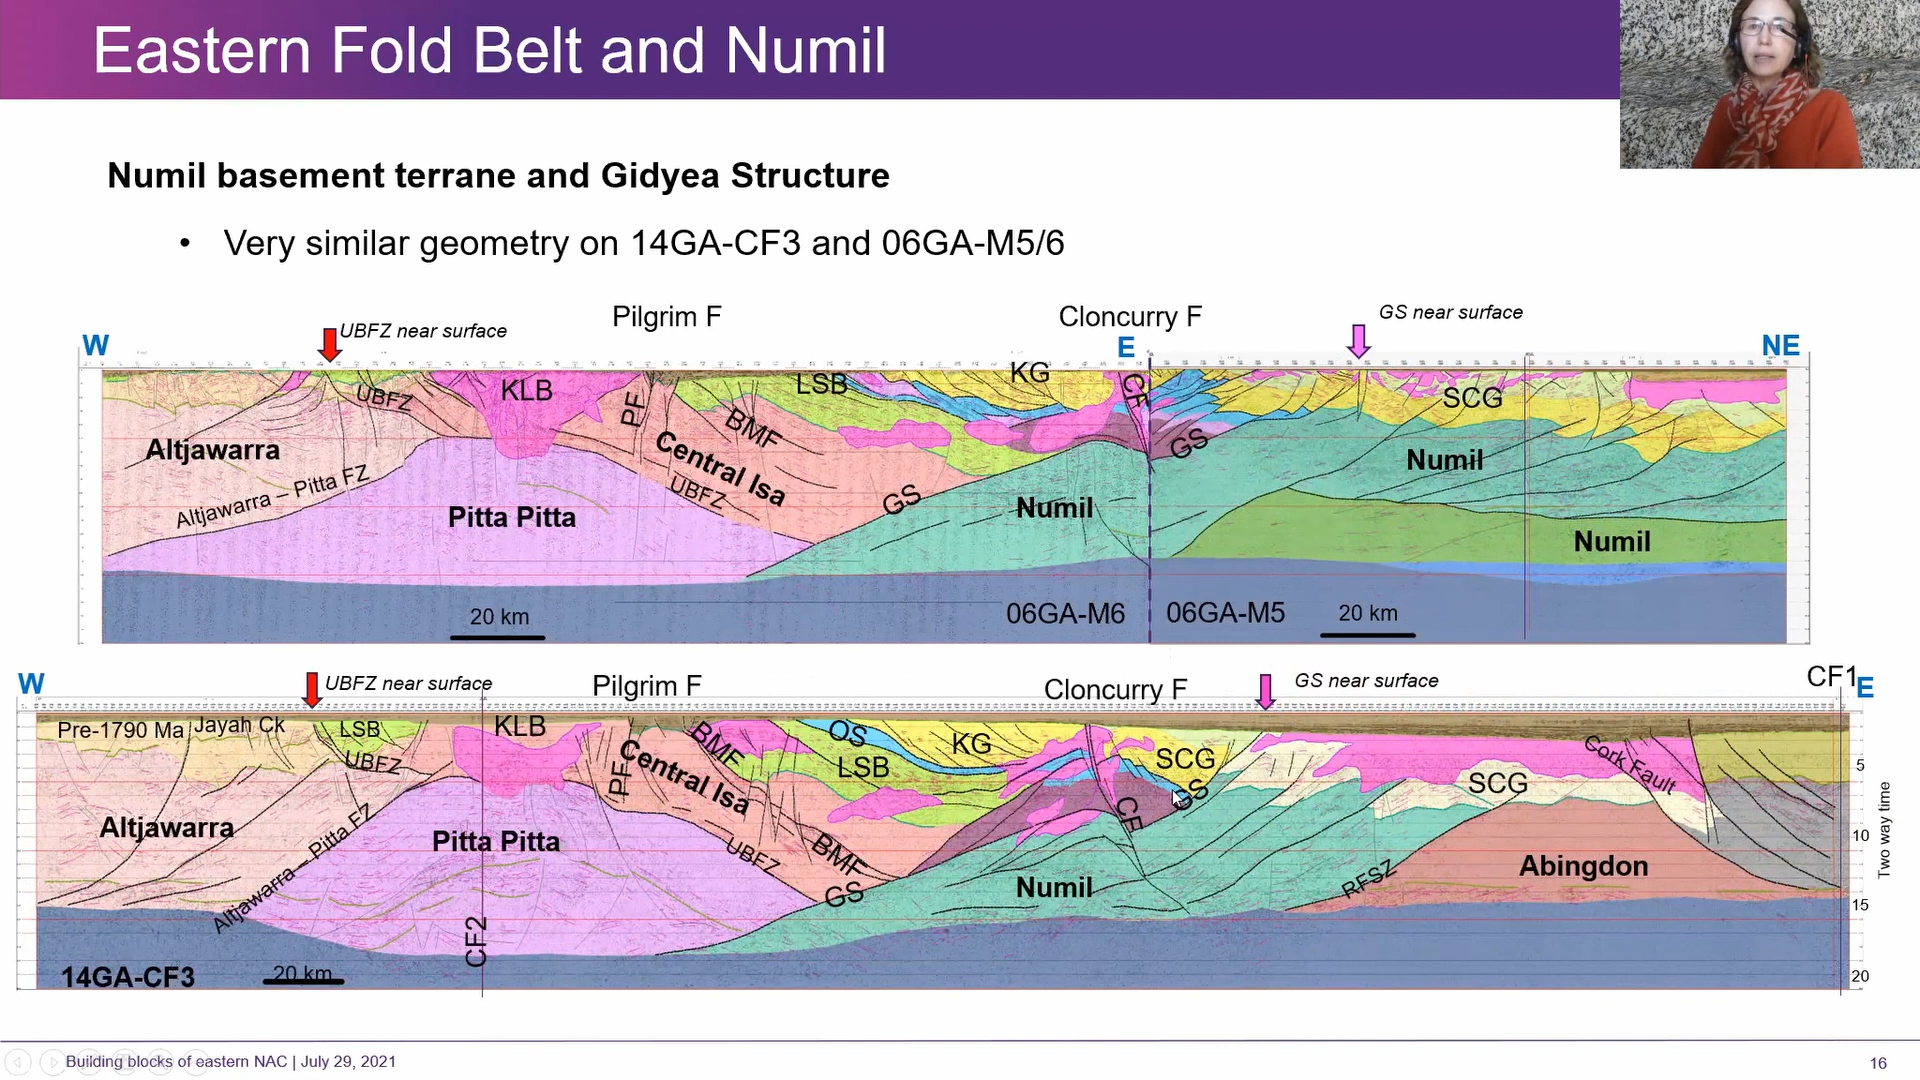 Eastern Fold Belt and Numil
Numil basement terrane and Gidyea Structure
• Very similar geometry on 14GA-CF3 and 06GA-M5/6
Pilgrim F
Cloncurry F
GS near surface
UBFZ near surface
W
E
NE
KLB
LSB
KG
CF
UBFZ
PF
BMF
SCG
Altjawarra
Central Isa
GS
Numil
Altjawarra – Pitta FZ
UBFZ
GS
Pitta Pitta
Numil
Numil
20 km
06GA-M6
06GA-M5
20 km
W
UBFZ near surface
Pilgrim F
Cloncurry F
GS near surface
CF1
E
Pre-1790 Ma
Jayah Ck
LSB
KLB
BMF
OS
KG
SCG
Cork Fault
UBFZ
PF
Central Isa
LSB
GS
SCG
5
Altjawarra
Pitta Pitta
CF
10
Altjawarra – Pitta FZ
UBFZ
BMF
GS
Numil
RFSZ
Abingdon
15
Two way time
CF2
14GA-CF3
20 km
20
Building blocks of eastern NAC | July 29, 2021
16